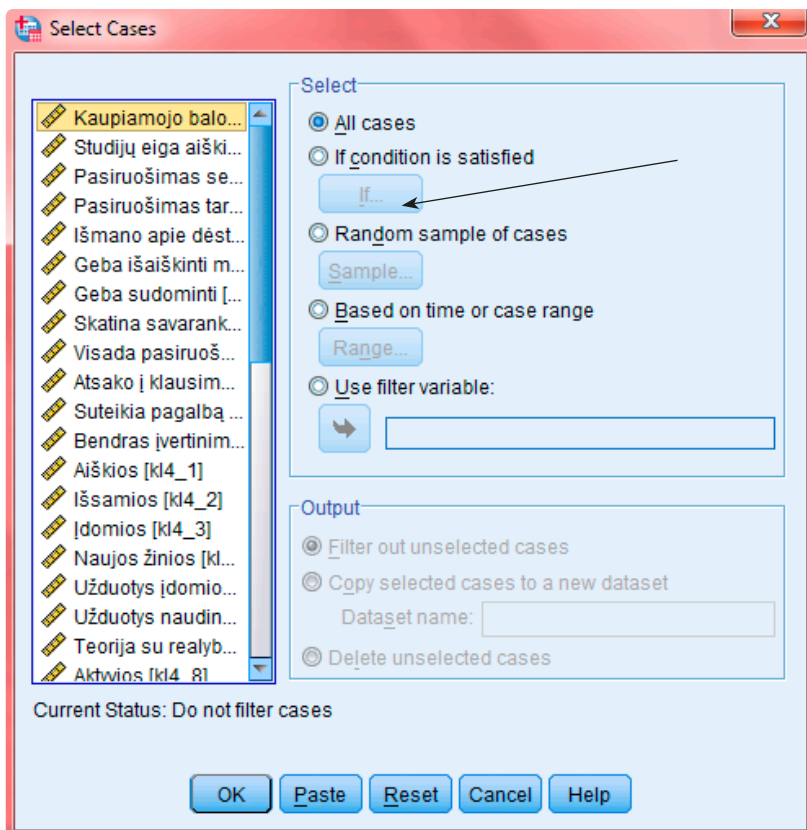 Select Cases
Kaupiamojo balo...
Studijų eiga aiški...
Pasiruošimas se...
Pasiruošimas tar...
Išmano apie dėst...
Geba išaiškinti m...
Geba sudominti [...
Skatina savarank...
Visada pasiruoš...
Atsako į klausim...
Suteikia pagalbą ...
Bendras įvertinim...
Aiškios [kl4_1]
Išsamios [kl4_2]
Įdomios [kl4_3]
Naujos žinios [kl...
Užduotys įdomio...
Užduotys naudin...
Teorija su realyb...
Aktyvios [kl4_8]
Select
All cases
If condition is satisfied
If...
Random sample of cases
Sample...
Based on time or case range
Range...
Use filter variable:
Output
Filter out unselected cases
Copy selected cases to a new dataset
Dataset name:
Delete unselected cases
Current Status: Do not filter cases
OK Paste Reset Cancel Help